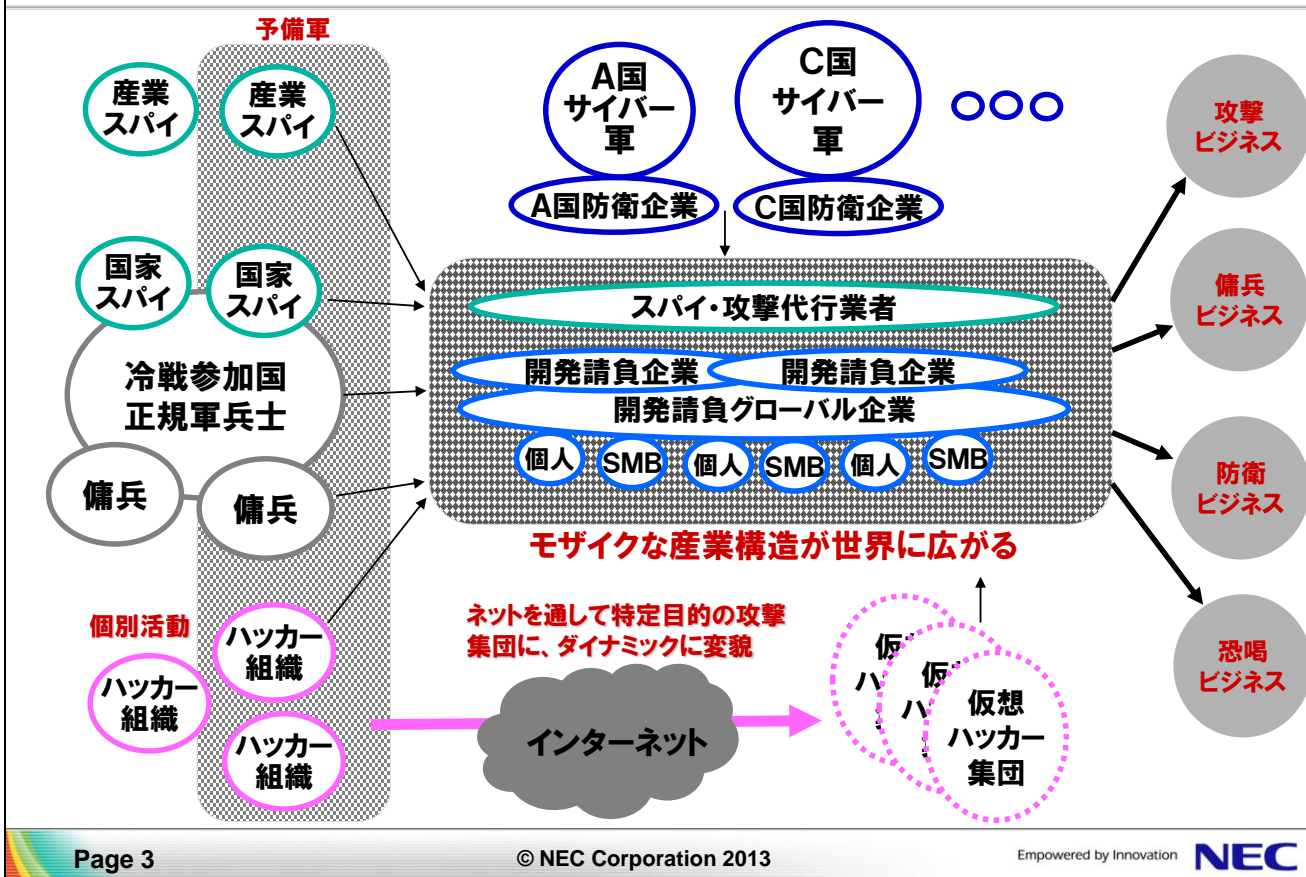 予備軍
産業
スパイ
産業
スパイ
A国
サイバー
軍
C国
サイバー
軍
攻撃
ビジネス
A国防衛企業
C国防衛企業
国家
スパイ
国家
スパイ
スパイ・攻撃代行業者
傭兵
ビジネス
冷戦参加国
正規軍兵士
開発請負企業
開発請負企業
開発請負グローバル企業
個人
SMB
個人
SMB
個人
SMB
傭兵
傭兵
防衛
ビジネス
モザイクな産業構造が世界に広がる
個別活動
ハッカー
組織
ハッカー
組織
ハッカー
組織
ネットを通して特定目的の攻撃
集団に、ダイナミックに変貌
インターネット
仮
ハ
仮
ハ
仮想
ハッカー
集団
恐喝
ビジネス
Page 3
© NEC Corporation 2013
Empowered by Innovation
NEC